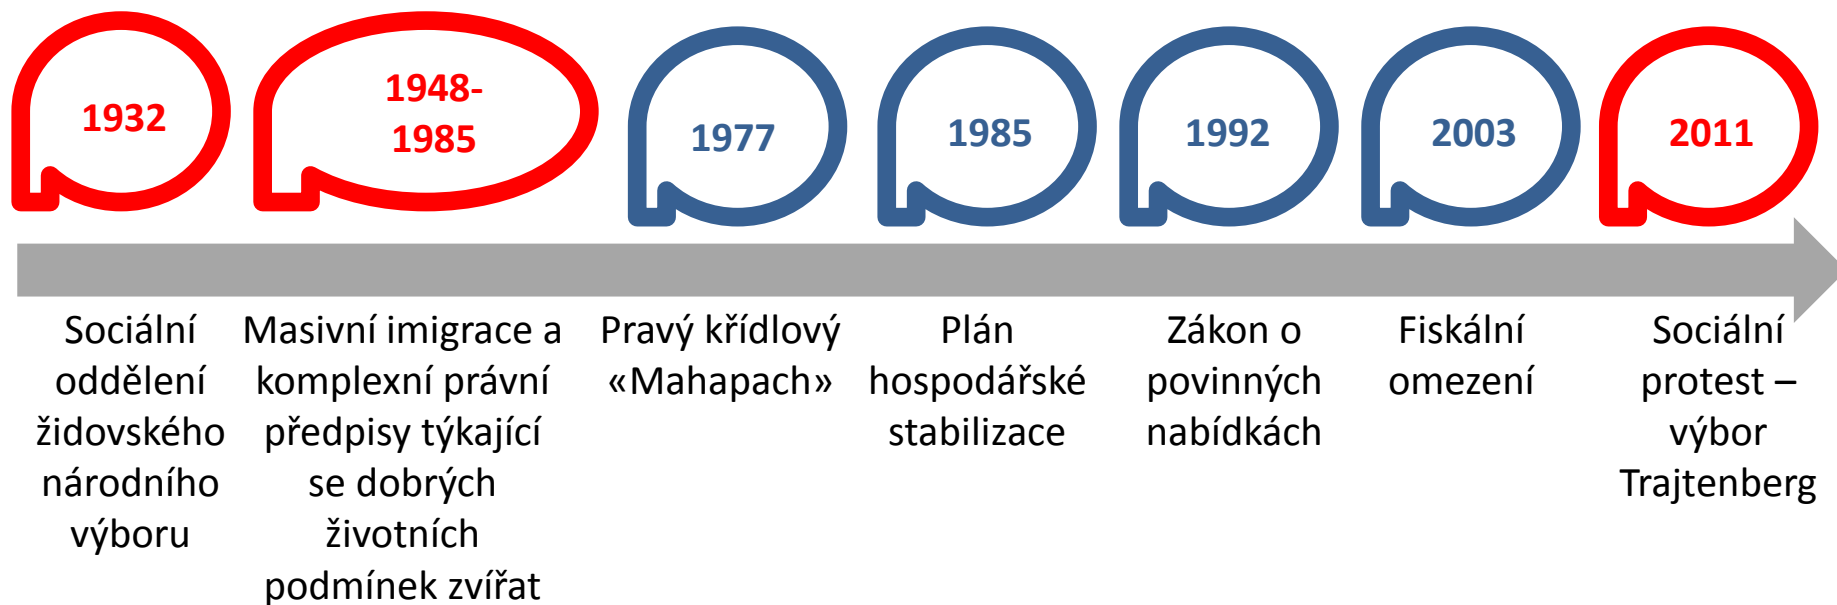 1932
1948-
1985
1977
1985
1992
2003
2011
Sociální
oddělení
židovského
národního
výboru
Masivní imigrace a
komplexní právní
předpisy týkající
se dobrých
životních
podmínek zvířat
Pravý křídlový
«Mahapach»
Plán
hospodářské
stabilizace
Zákon o
povinných
nabídkách
Fiskální
omezení
Sociální
protest –
výbor
Trajtenberg